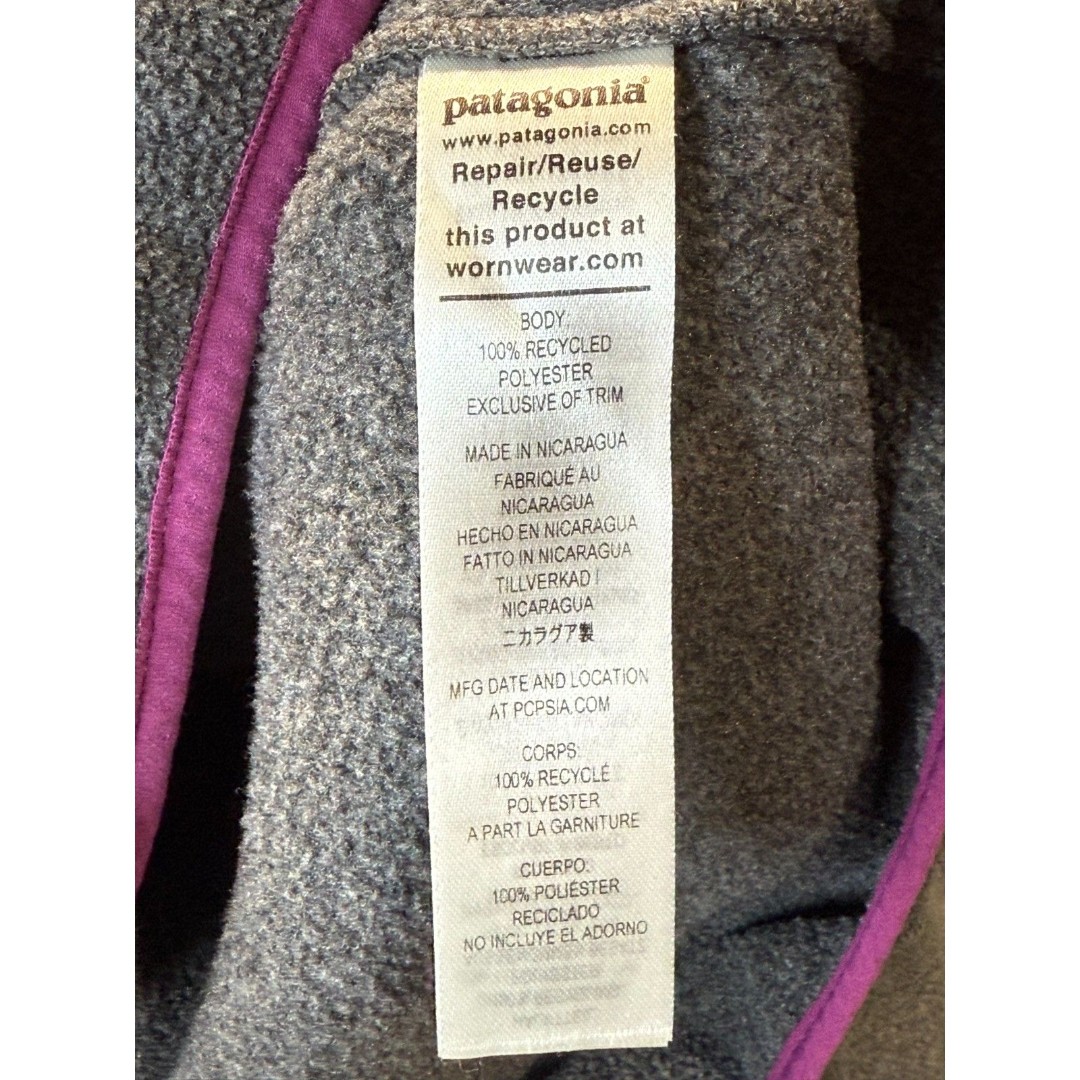 patagonia®
www.patagonia.com
Repair/Reuse/
Recycle
this product at
wornwear.com
BODY:
100% RECYCLED
POLYESTER
EXCLUSIVE OF TRIM
MADE IN NICARAGUA
FABRIQUÉ AU
NICARAGUA
HECHO EN NICARAGUA
FATTO IN NICARAGUA
TILLVERKAD I
NICARAGUA
ニカラグア製
MFG DATE AND LOCATION
AT PCPSIA.COM
CORPS:
100% RECYCLÉ
POLYESTER
A PART LA GARNITURE
CUERPO:
100% POLIÉSTER
RECICLADO
NO INCLUYE EL ADORNO